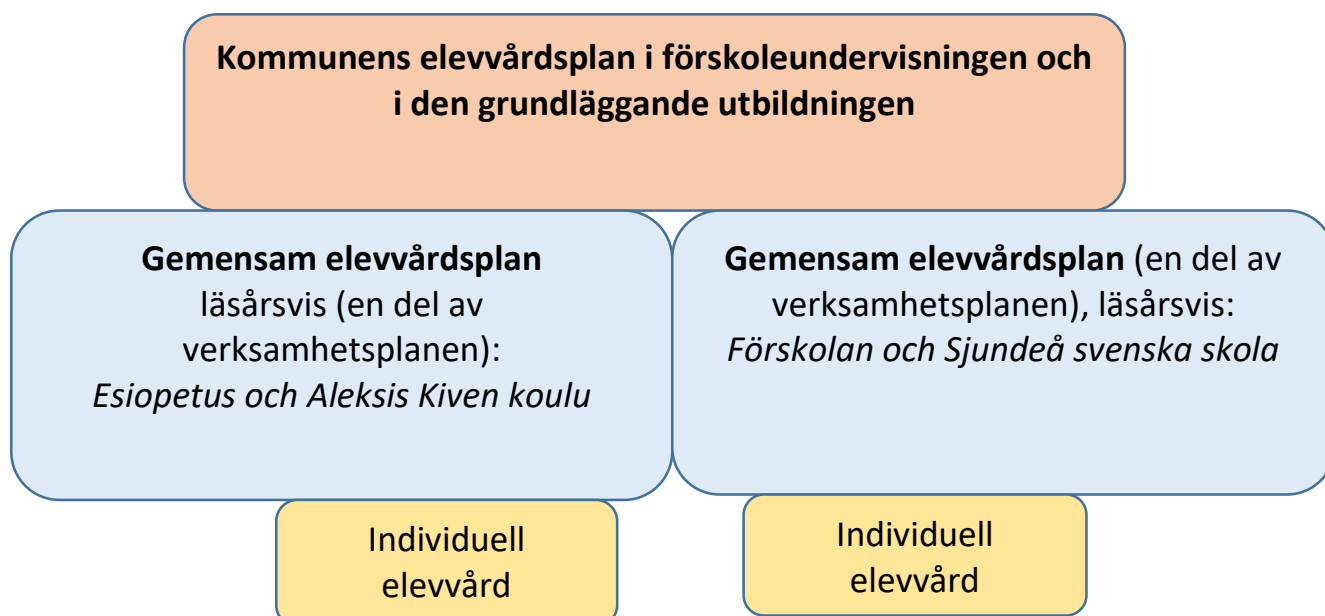 Kommunens elevvårdsplan i förskoleundervisningen och
i den grundläggande utbildningen
Gemensam elevvårdsplan
läsårsvis (en del av
verksamhetsplanen):
Esiopetus och Aleksis Kiven koulu
Gemensam elevvårdsplan (en del av
verksamhetsplanen), läsårsvis:
Förskolan och Sjundeå svenska skola
Individuell
elevvård
Individuell
elevvård